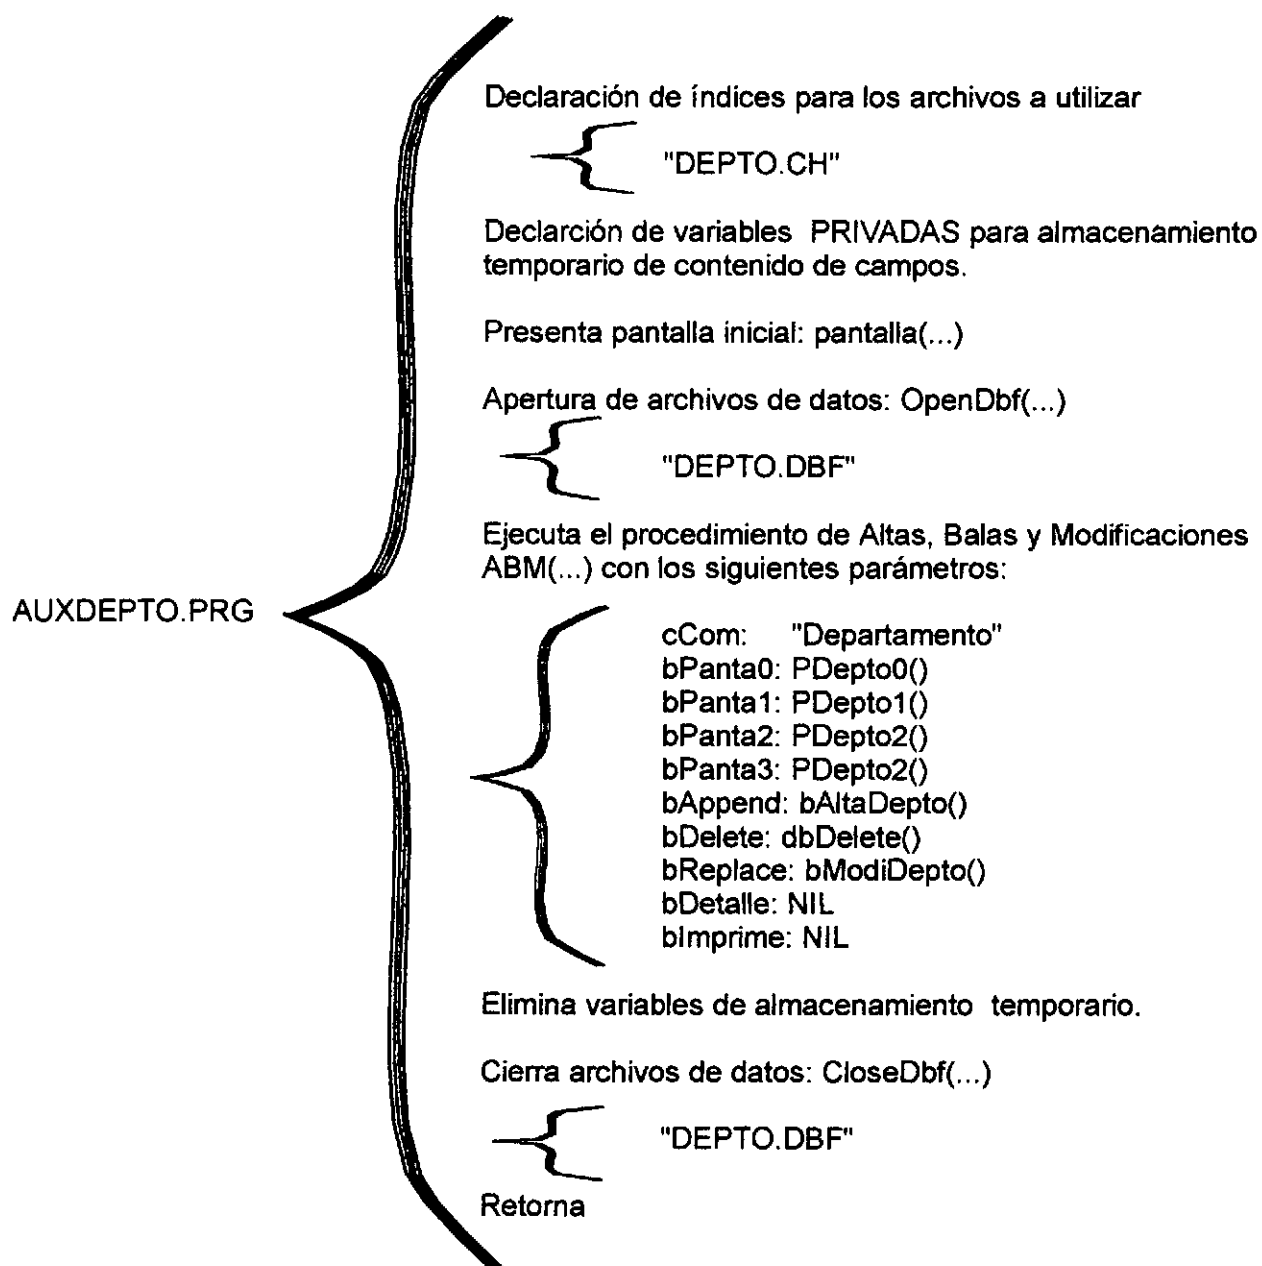 Declaración de índices para los archivos a utilizar
"DEPTO.CH"
Declarción de variables PRIVADAS para almacenamiento
temporario de contenido de campos.
Presenta pantalla inicial: pantalla(...)
Apertura de archivos de datos: OpenDbf(...)
"DEPTO.DBF"
Ejecuta el procedimiento de Altas, Balas y Modificaciones
ABM(...) con los siguientes parámetros:
AUXDEPTO.PRG
cCom: "Departamento"
bPanta0: PDepto0()
bPanta1: PDepto1()
bPanta2: PDepto2()
bPanta3: PDepto2()
bAppend: bAltaDepto()
bDelete: dbDelete()
bReplace: bModiDepto()
bDetalle: NIL
bImprime: NIL
Elimina variables de almacenamiento temporario.
Cierra archivos de datos: CloseDbf(...)
"DEPTO.DBF"
Retorna